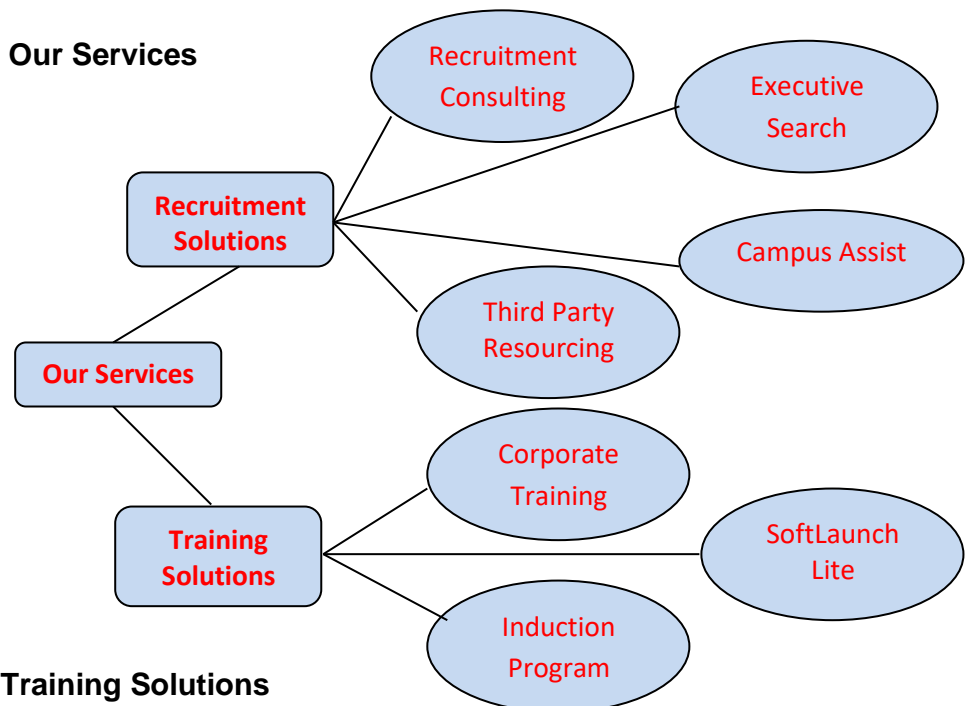 Our Services
Recruitment
Consulting
Executive
Search
Recruitment
Solutions
Campus Assist
Third Party
Resourcing
Our Services
Corporate
Training
Training
Solutions
SoftLaunch
Lite
Induction
Program
Training Solutions